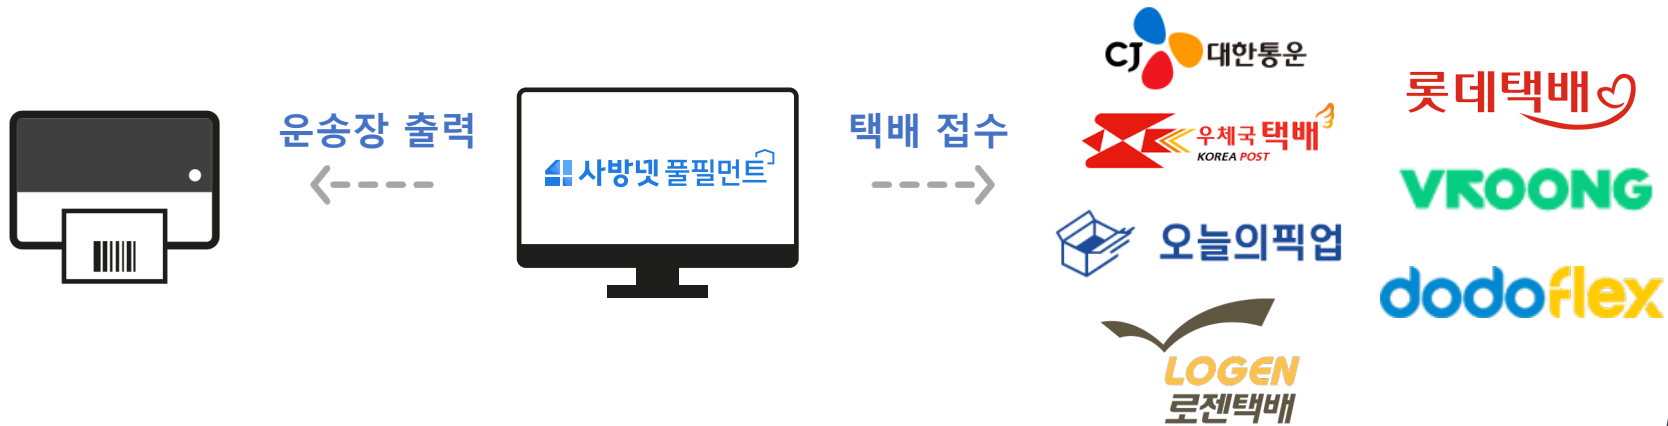 운송장 출력
사방넷 풀필먼트
택배 접수
CJ 대한통운
우체국 택배
KOREA POST
오늘의픽업
LOGEN
로젠택배
롯데택배
VROONG
dodoflex